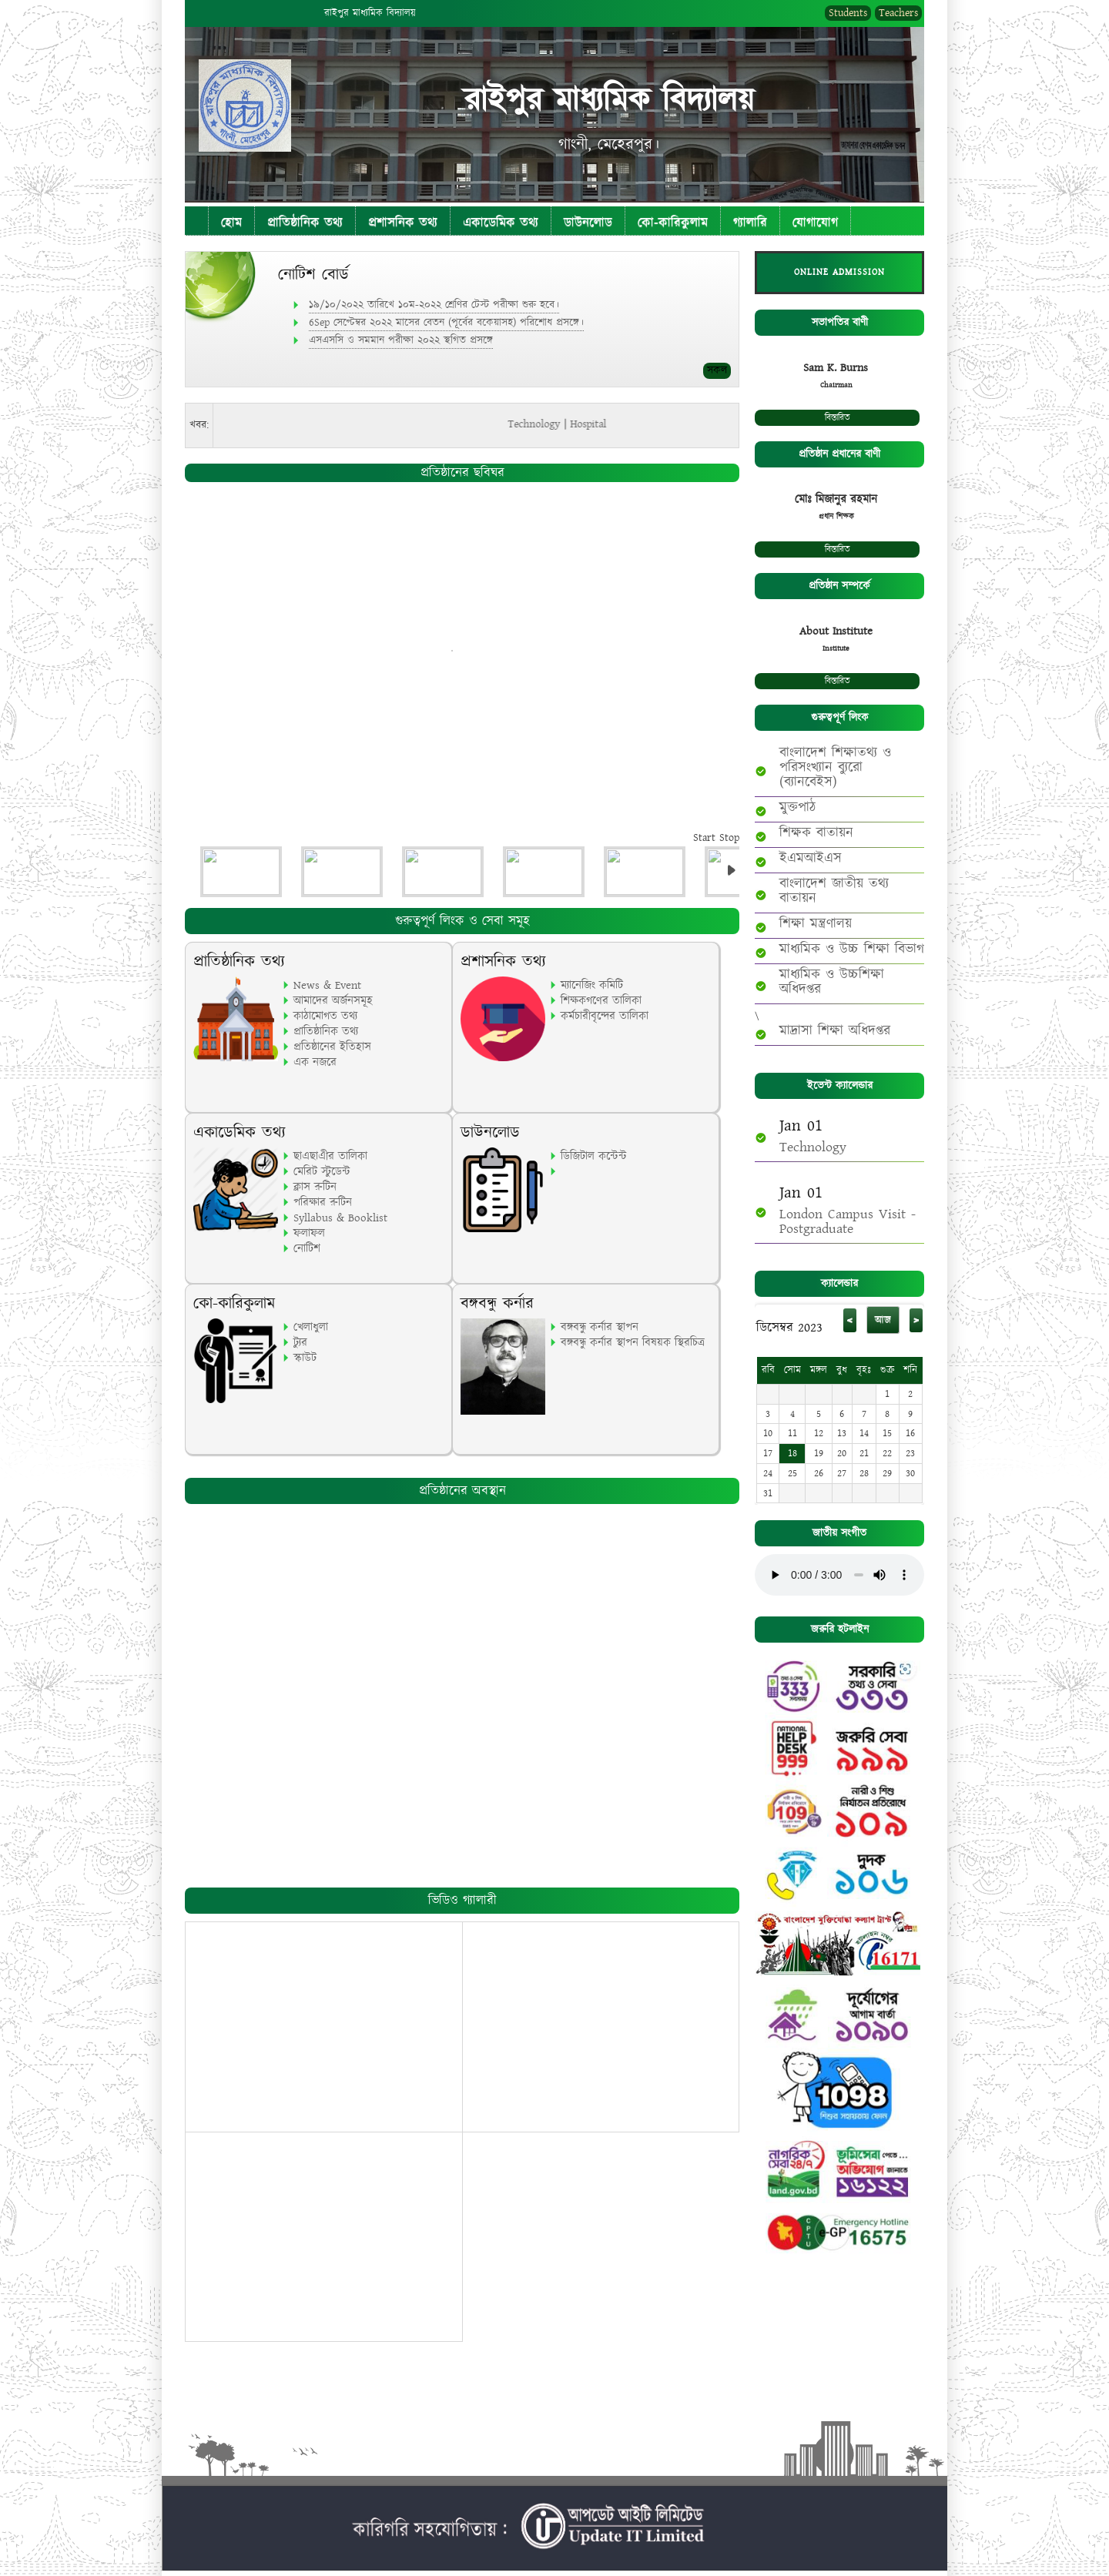 রাইপুর মাধ্যমিক বিদ্যালয়
Students Teachers
রাইপুর মাধ্যমিক বিদ্যালয়
গাংনী, মেহেরপুর।
রাইপুর মাধ্যমিক বিদ্যালয়
গাংনী, মেহেরপুর
হোম প্রাতিষ্ঠানিক তথ্য প্রশাসনিক তথ্য একাডেমিক তথ্য ডাউনলোড কো-কারিকুলাম গ্যালারি যোগাযোগ
নোটিশ বোর্ড
১৯/১০/২০২২ তারিখে ১০ম-২০২২ শ্রেণির টেস্ট পরীক্ষা শুরু হবে।
6Sep সেপ্টেম্বর ২০২২ মাসের বেতন (পূর্বের বকেয়াসহ) পরিশোধ প্রসঙ্গে।
এসএসসি ও সমমান পরীক্ষা ২০২২ স্থগিত প্রসঙ্গে
সকল
খবর:
Technology | Hospital
প্রতিষ্ঠানের ছবিঘর
Start Stop
গুরুত্বপূর্ণ লিংক ও সেবা সমূহ
প্রাতিষ্ঠানিক তথ্য
News & Event
আমাদের অর্জনসমূহ
কাঠামোগত তথ্য
প্রাতিষ্ঠানিক তথ্য
প্রতিষ্ঠানের ইতিহাস
এক নজরে
প্রশাসনিক তথ্য
ম্যানেজিং কমিটি
শিক্ষকগণের তালিকা
কর্মচারীবৃন্দের তালিকা
একাডেমিক তথ্য
ছাএছাএীর তালিকা
মেরিট স্টুডেন্ট
ক্লাস রুটিন
পরিক্ষার রুটিন
Syllabus & Booklist
ফলাফল
নোটিশ
ডাউনলোড
ডিজিটাল কন্টেন্ট
কো-কারিকুলাম
খেলাধুলা
ট্যুর
স্কাউট
বঙ্গবন্ধু কর্নার
বঙ্গবন্ধু কর্নার স্থাপন
বঙ্গবন্ধু কর্নার স্থাপন বিষয়ক স্থিরচিত্র
প্রতিষ্ঠানের অবস্থান
ভিডিও গ্যালারী
ONLINE ADMISSION
সভাপতির বাণী
Sam K. Burns
Chairman
বিস্তারিত
প্রতিষ্ঠান প্রধানের বাণী
মোঃ মিজানুর রহমান
প্রধান শিক্ষক
বিস্তারিত
প্রতিষ্ঠান সম্পর্কে
About Institute
Institute
বিস্তারিত
গুরুত্বপূর্ণ লিংক
বাংলাদেশ শিক্ষাতথ্য ও
পরিসংখ্যান ব্যুরো
(ব্যানবেইস)
মুক্তপাঠ
শিক্ষক বাতায়ন
ইএমআইএস
বাংলাদেশ জাতীয় তথ্য
বাতায়ন
শিক্ষা মন্ত্রণালয়
মাধ্যমিক ও উচ্চ শিক্ষা বিভাগ
মাধ্যমিক ও উচ্চশিক্ষা
অধিদপ্তর
\
মাদ্রাসা শিক্ষা অধিদপ্তর
ইভেন্ট ক্যালেন্ডার
Jan 01
Technology
Jan 01
London Campus Visit -
Postgraduate
ক্যালেন্ডার
ডিসেম্বর 2023 < আজ >
রবি সোম মঙ্গল বুধ বৃহঃ শুক্র শনি
1 2
3 4 5 6 7 8 9
10 11 12 13 14 15 16
17 18 19 20 21 22 23
24 25 26 27 28 29 30
31
জাতীয় সংগীত
0:00 / 3:00
জরুরি হটলাইন
তথ্য ও সেবা
333
সরকারি
তথ্য ও সেবা
৩৩৩
NATIONAL
HELP
DESK
999
জরুরি সেবা
৯৯৯
109
নারী ও শিশু
নির্যাতন প্রতিরোধে
১০৯
দুদক
১০৬
বাংলাদেশ মুক্তিযোদ্ধা কল্যাণ ট্রাস্ট
হটলাইন নম্বর
16171
দূর্যোগের
আগাম বার্তা
১০৯০
1098
শিশুর সহায়তায় ফোন
নাগরিক
সেবা ২৪/৭
land.gov.bd
ভূমিসেবা পেতে ...
অভিযোগ জানাতে
১৬১২২
CPTU
e-GP
Emergency Hotline
16575
কারিগরি সহযোগিতায় :
আপডেট আইটি লিমিটেড
Update IT Limited